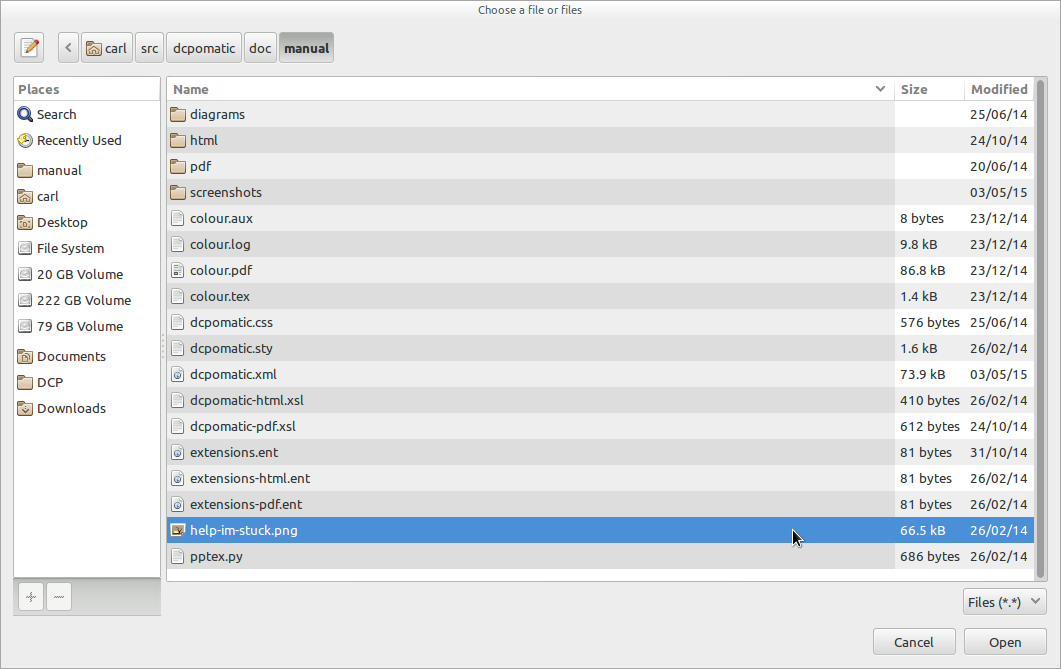 Choose a file or files
carl src dcpomatic doc manual
Places
Search
Recently Used
manual
carl
Desktop
File System
20 GB Volume
222 GB Volume
79 GB Volume
Documents
DCP
Downloads
Name Size Modified
diagrams 25/06/14
html 24/10/14
pdf 20/06/14
screenshots 03/05/15
colour.aux 8 bytes 23/12/14
colour.log 9.8 kB 23/12/14
colour.pdf 86.8 kB 23/12/14
colour.tex 1.4 kB 23/12/14
dcpomatic.css 576 bytes 25/06/14
dcpomatic.sty 1.6 kB 26/02/14
dcpomatic.xml 73.9 kB 03/05/15
dcpomatic-html.xsl 410 bytes 26/02/14
dcpomatic-pdf.xsl 612 bytes 24/10/14
extensions.ent 81 bytes 31/10/14
extensions-html.ent 81 bytes 26/02/14
extensions-pdf.ent 81 bytes 26/02/14
help-im-stuck.png 66.5 kB 26/02/14
pptex.py 686 bytes 26/02/14
Files (*.*)
Cancel Open